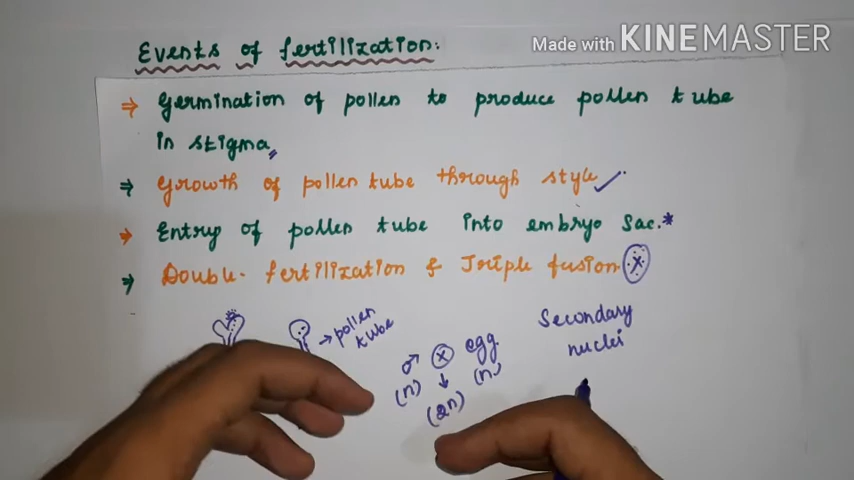 Events of fertilization:
Made with KINEMASTER
⇒ Germination of pollen to produce pollen tube
in stigma
⇒ Growth of pollen tube through style ✓
⇒ Entry of pollen tube into embryo sac.*
⇒ Double-fertilization & Triple fusion
→ pollen
tube
♂ ⓧ egg
(n) ↓ (n)
(2n)
Secondary
nuclei